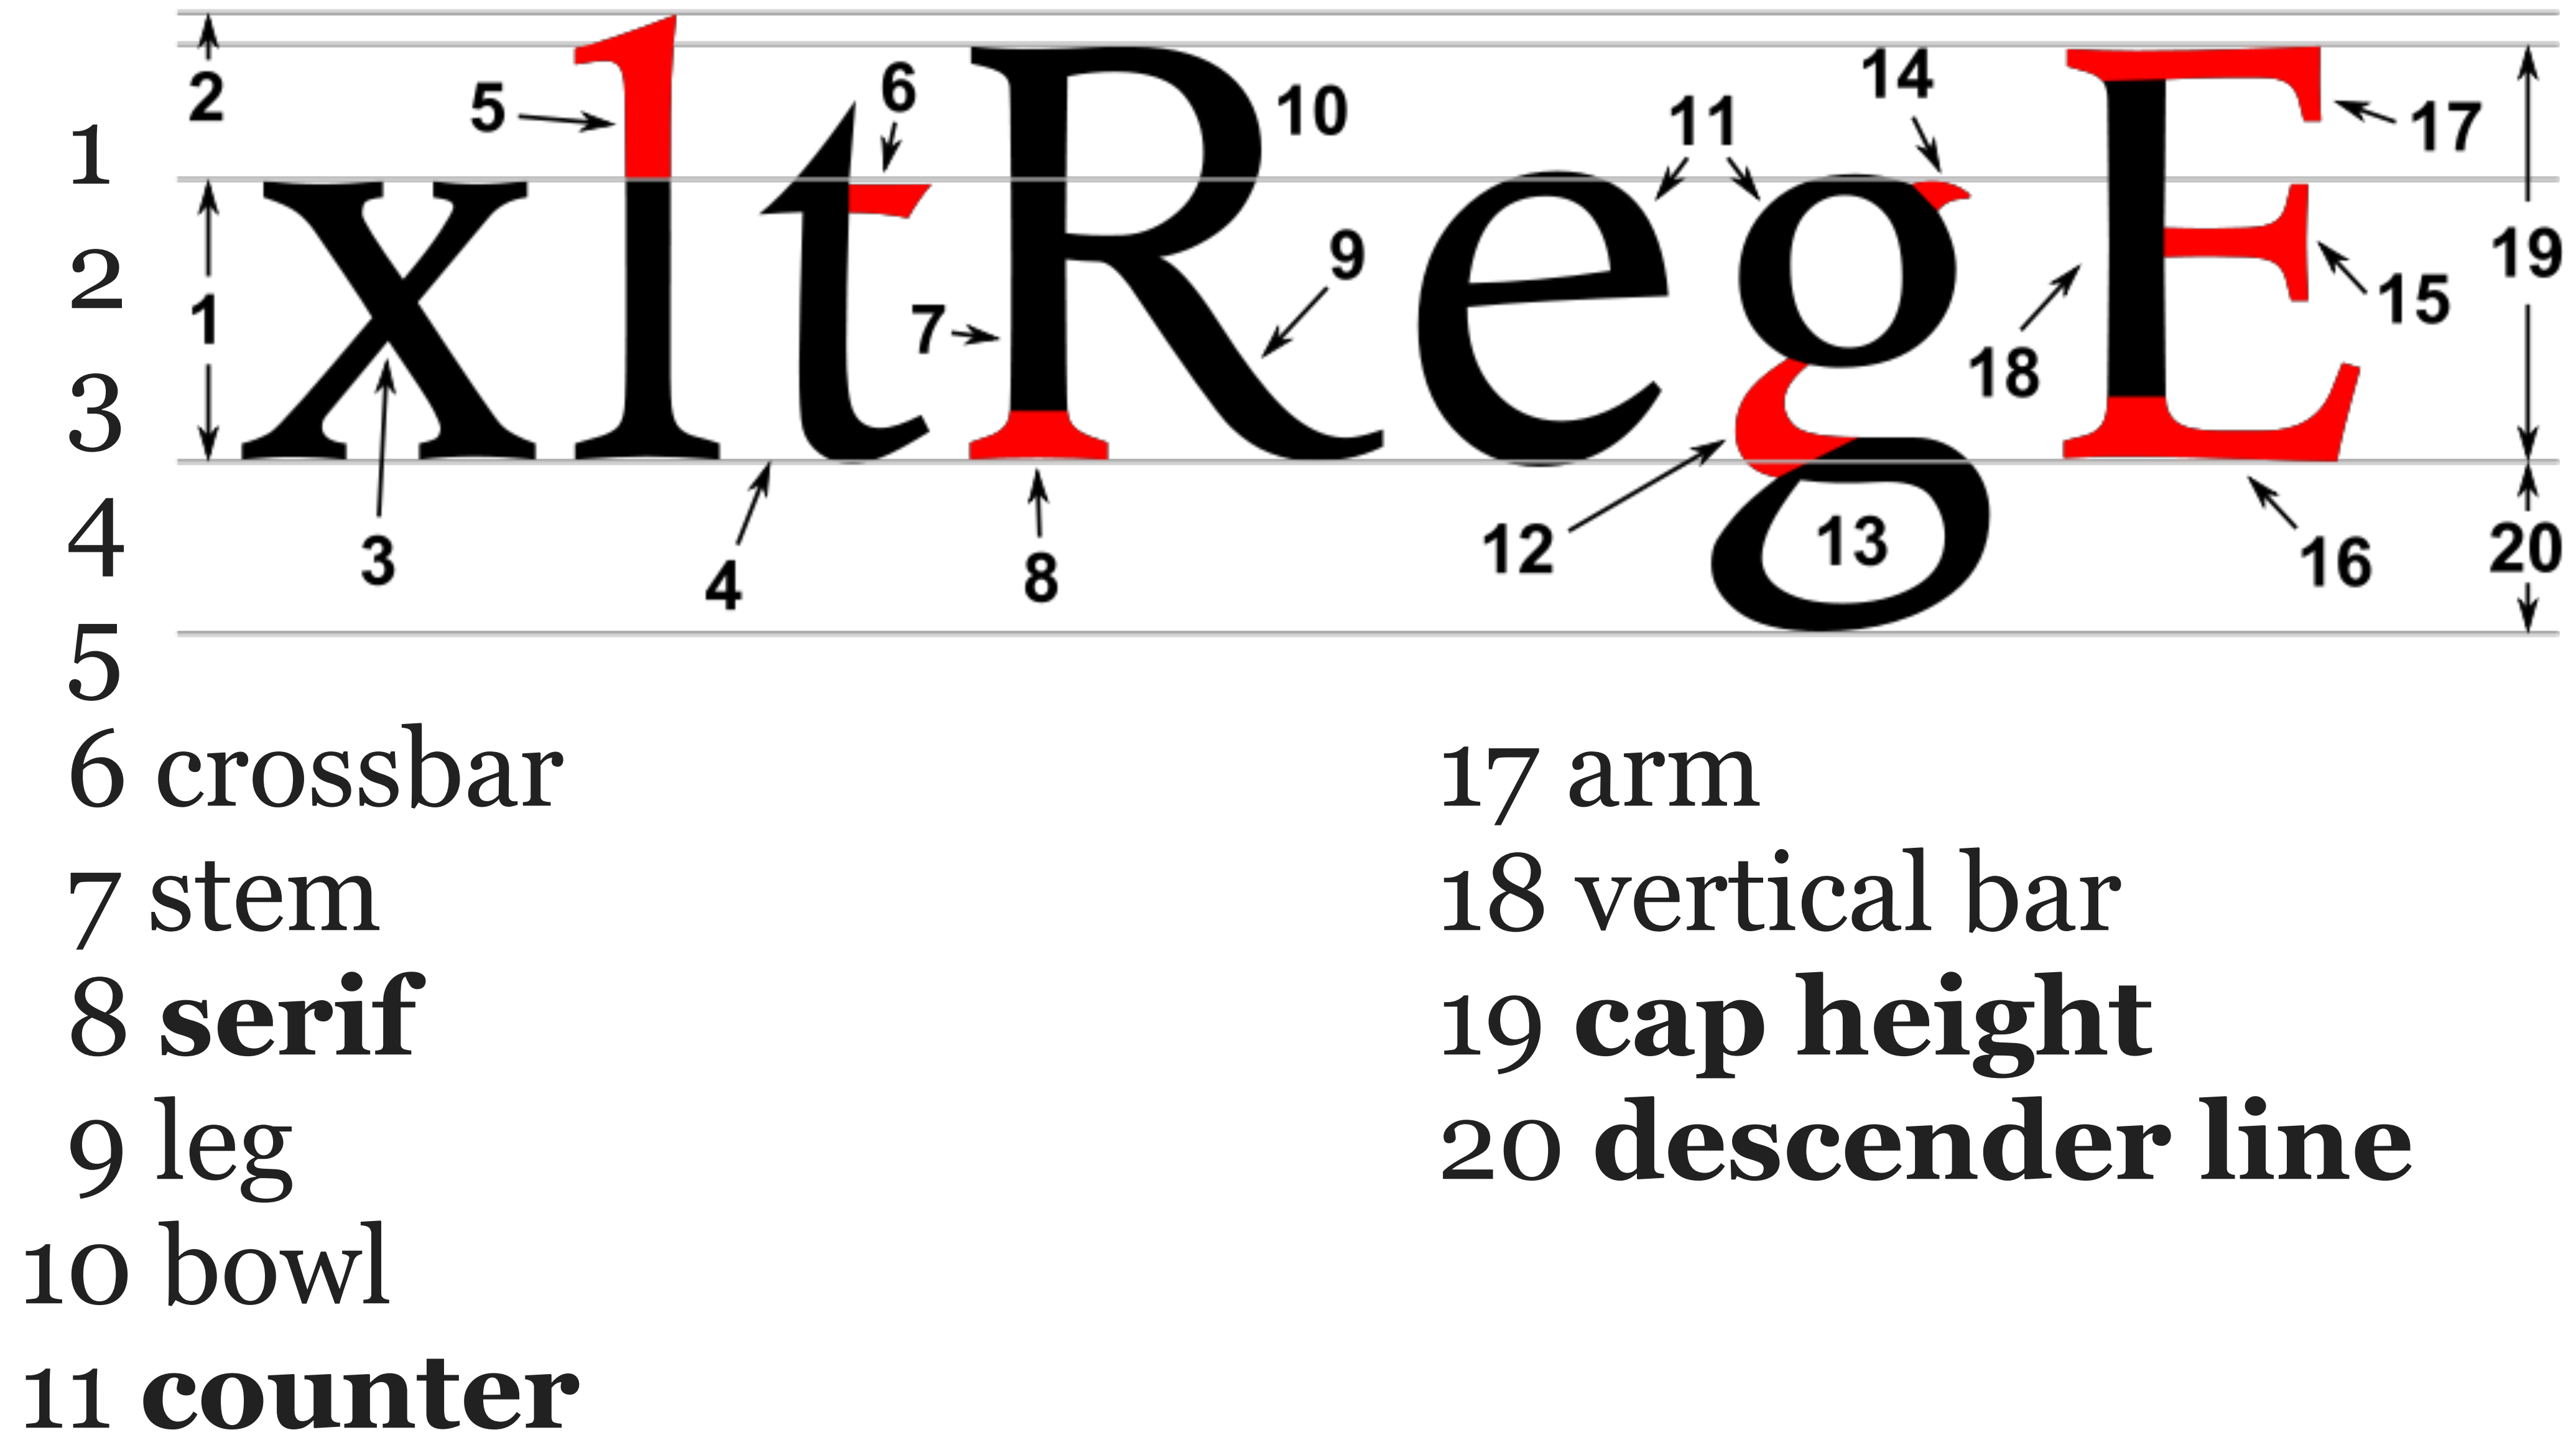 2
5
6
10
11
14
17
x l t R e g E
1
7
9
18
15
19
3
4
8
12
13
16
20
1
2
3
4
5
6 crossbar
7 stem
8 serif
9 leg
10 bowl
11 counter
17 arm
18 vertical bar
19 cap height
20 descender line